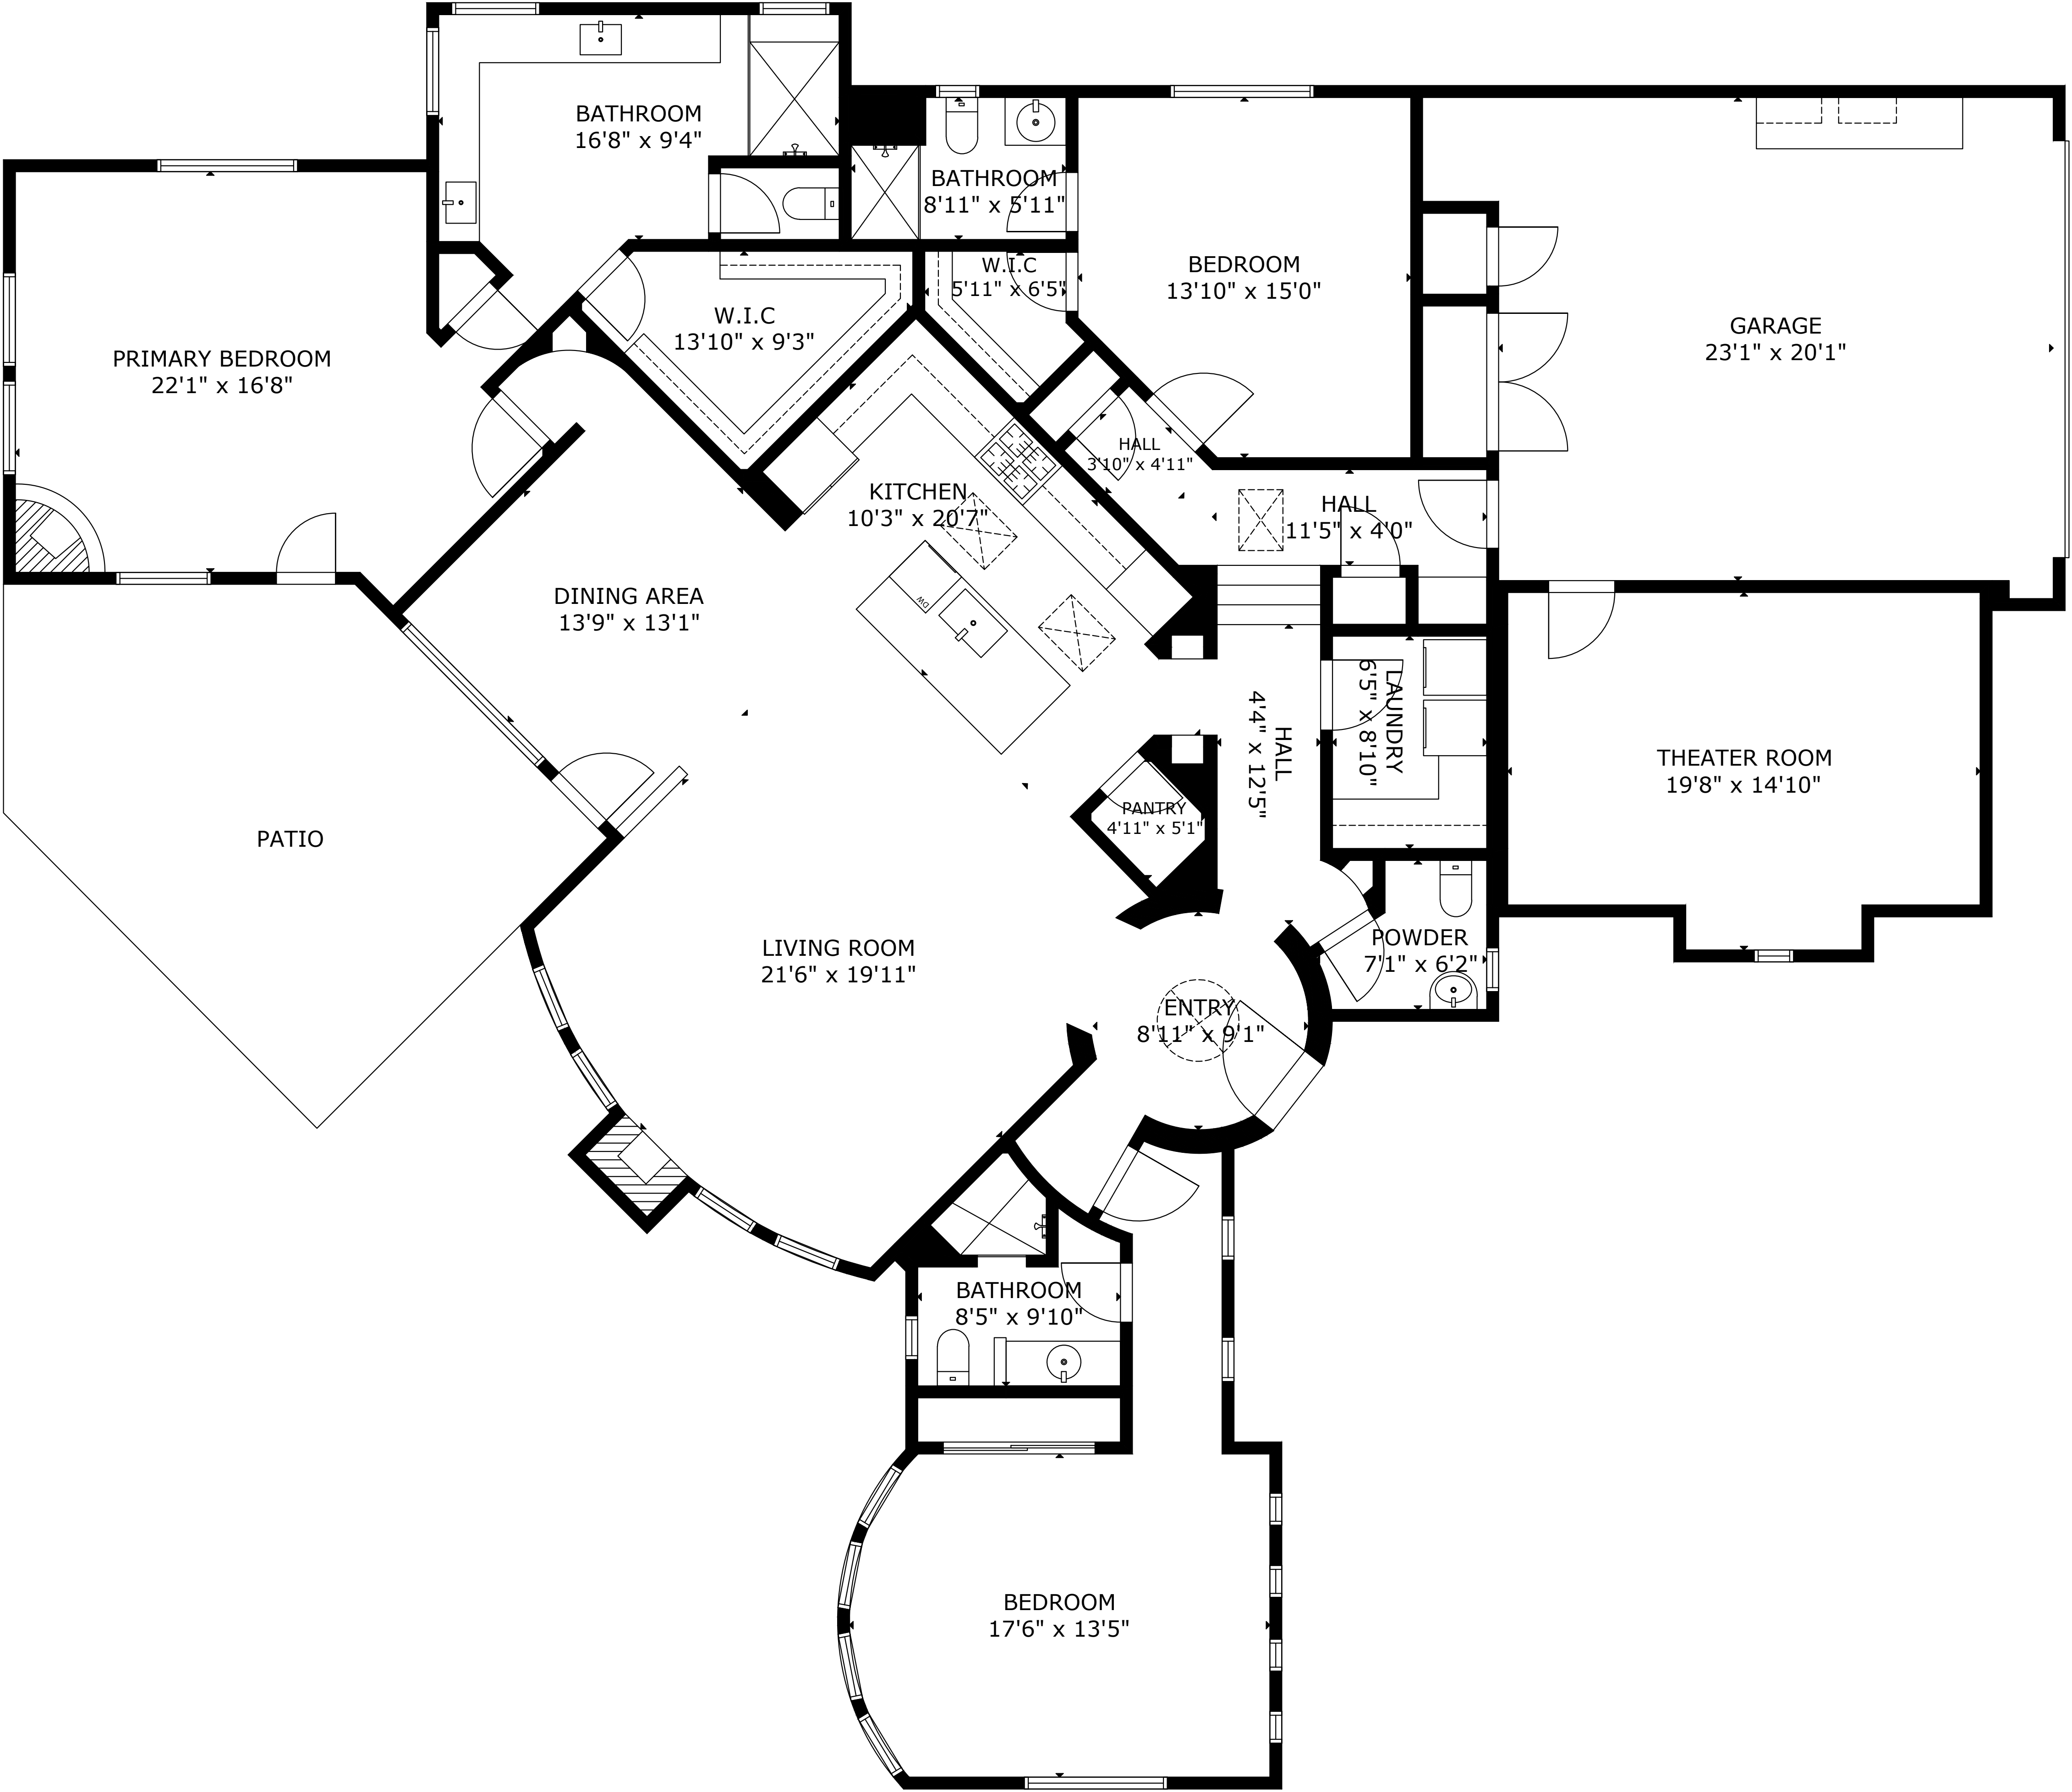 BATHROOM
16'8" x 9'4"
BATHROOM
8'11" x 5'11"
W.I.C
5'11" x 6'5"
BEDROOM
13'10" x 15'0"
GARAGE
23'1" x 20'1"
W.I.C
13'10" x 9'3"
PRIMARY BEDROOM
22'1" x 16'8"
HALL
3'10" x 4'11"
KITCHEN
10'3" x 20'7"
HALL
11'5" x 4'0"
DINING AREA
13'9" x 13'1"
DW
HALL
4'4" x 12'5"
LAUNDRY
6'5" x 8'10"
THEATER ROOM
19'8" x 14'10"
PANTRY
4'11" x 5'1"
PATIO
LIVING ROOM
21'6" x 19'11"
POWDER
7'1" x 6'2"
ENTRY
8'11" x 9'1"
BATHROOM
8'5" x 9'10"
BEDROOM
17'6" x 13'5"